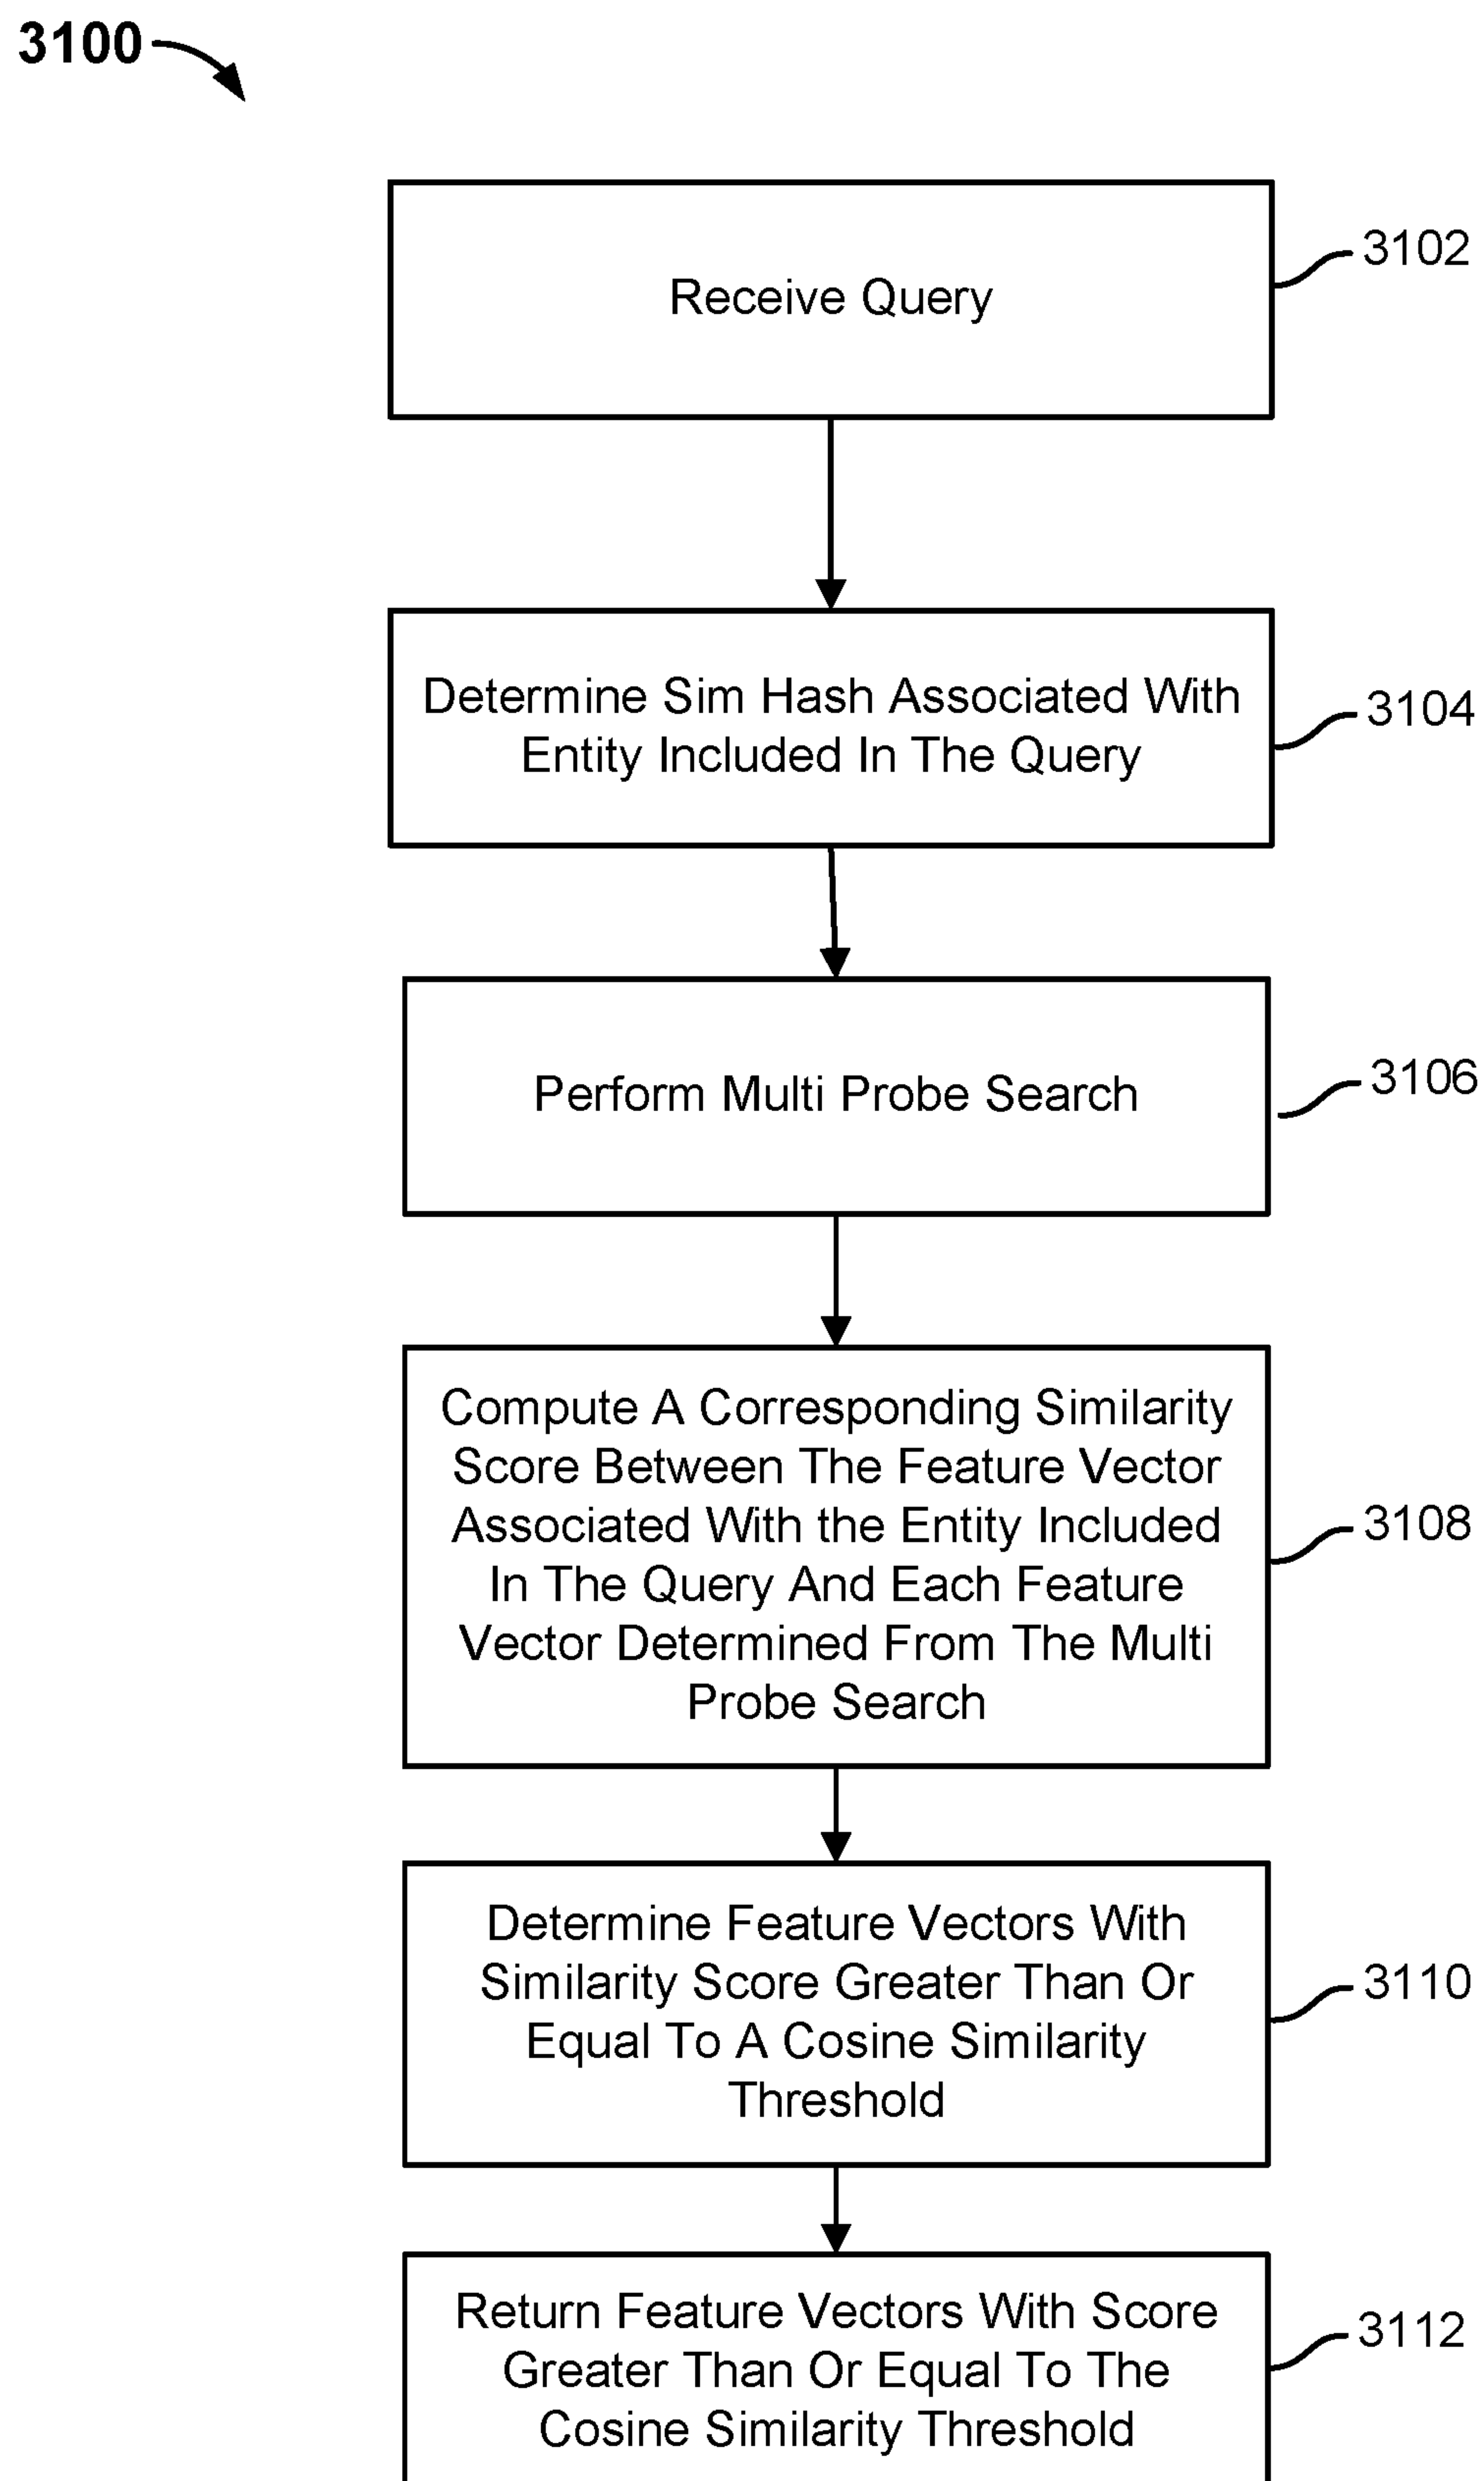 3100
Receive Query
3102
Determine Sim Hash Associated With
Entity Included In The Query
3104
Perform Multi Probe Search
3106
Compute A Corresponding Similarity
Score Between The Feature Vector
Associated With the Entity Included
In The Query And Each Feature
Vector Determined From The Multi
Probe Search
3108
Determine Feature Vectors With
Similarity Score Greater Than Or
Equal To A Cosine Similarity
Threshold
3110
Return Feature Vectors With Score
Greater Than Or Equal To The
Cosine Similarity Threshold
3112